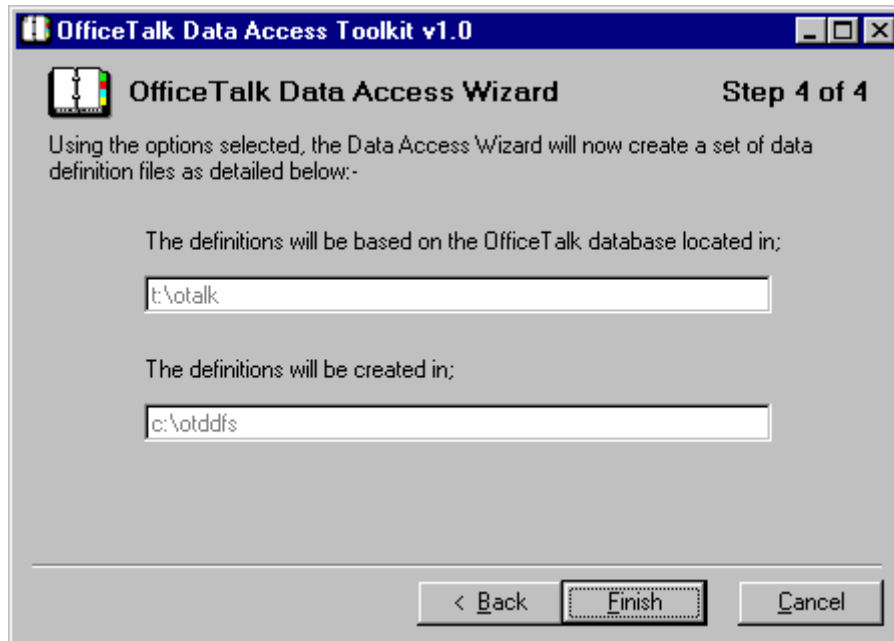 OfficeTalk Data Access Toolkit v1.0
OfficeTalk Data Access Wizard Step 4 of 4
Using the options selected, the Data Access Wizard will now create a set of data
definition files as detailed below:-
The definitions will be based on the OfficeTalk database located in;
t:\otalk
The definitions will be created in;
c:\otddfs
< Back Finish Cancel